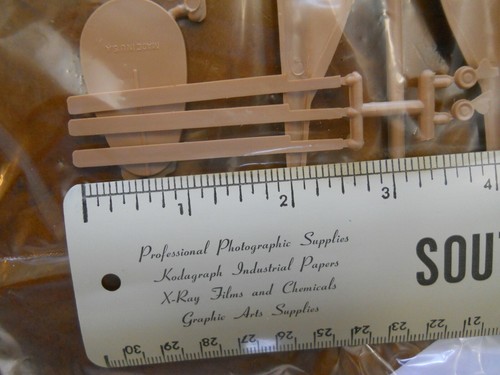 1 2 3 4
Professional Photographic Supplies
Kodagraph Industrial Papers
X-Ray Films and Chemicals
Graphic Arts Supplies
SOU
30 29 28 27 26 25 24 23 22 21